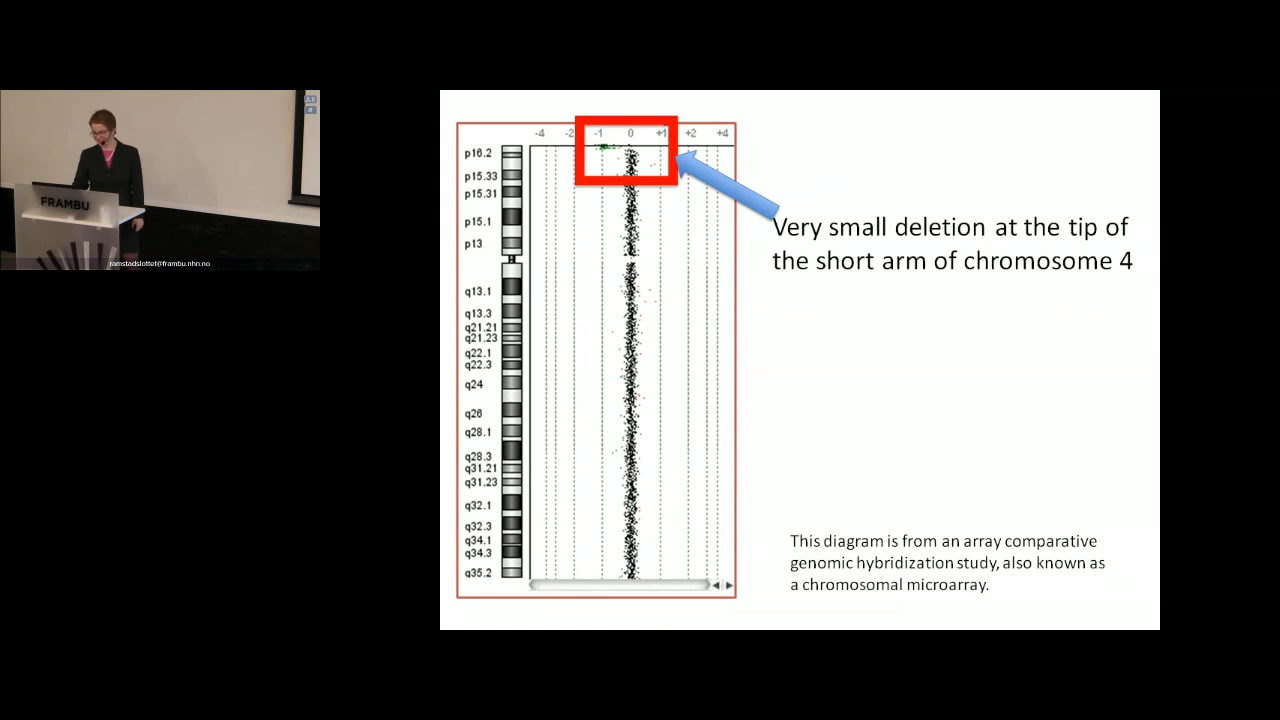 FRAMBU
ramstadslottet@frambu.nhn.no
-4 -2 -1 0 +1 +2 +4
p16.2
p15.33
p15.31
p15.1
p13
q13.1
q13.3
q21.21
q21.23
q22.1
q22.3
q24
q26
q28.1
q28.3
q31.21
q31.23
q32.1
q32.3
q34.1
q34.3
q35.2
Very small deletion at the tip of
the short arm of chromosome 4
This diagram is from an array comparative
genomic hybridization study, also known as
a chromosomal microarray.